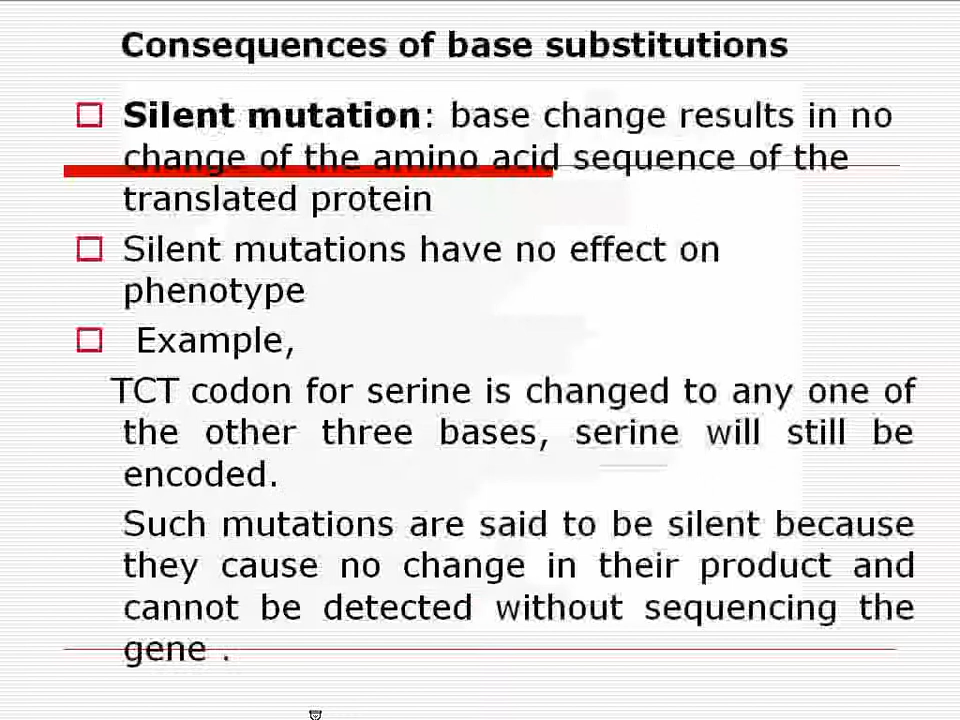 Consequences of base substitutions
Silent mutation: base change results in no
change of the amino acid sequence of the
translated protein
Silent mutations have no effect on
phenotype
Example,
TCT codon for serine is changed to any one of
the other three bases, serine will still be
encoded.
Such mutations are said to be silent because
they cause no change in their product and
cannot be detected without sequencing the
gene .